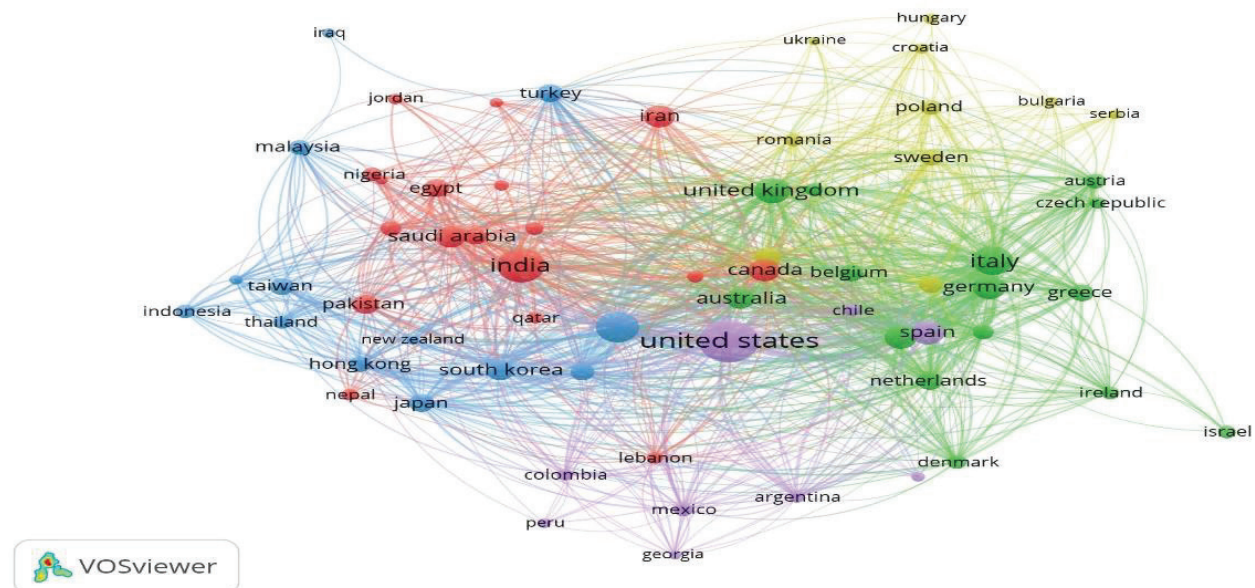 hungary
iraq
ukraine
croatia
turkey
jordan
bulgaria
poland
serbia
iran
romania
malaysia
sweden
nigeria
egypt
united kingdom
austria
czech republic
saudi arabia
india
canada
belgium
italy
taiwan
germany
greece
pakistan
australia
indonesia
thailand
qatar
chile
new zealand
united states
spain
hong kong
south korea
netherlands
nepal
japan
ireland
israel
lebanon
denmark
colombia
argentina
mexico
peru
georgia
VOSviewer